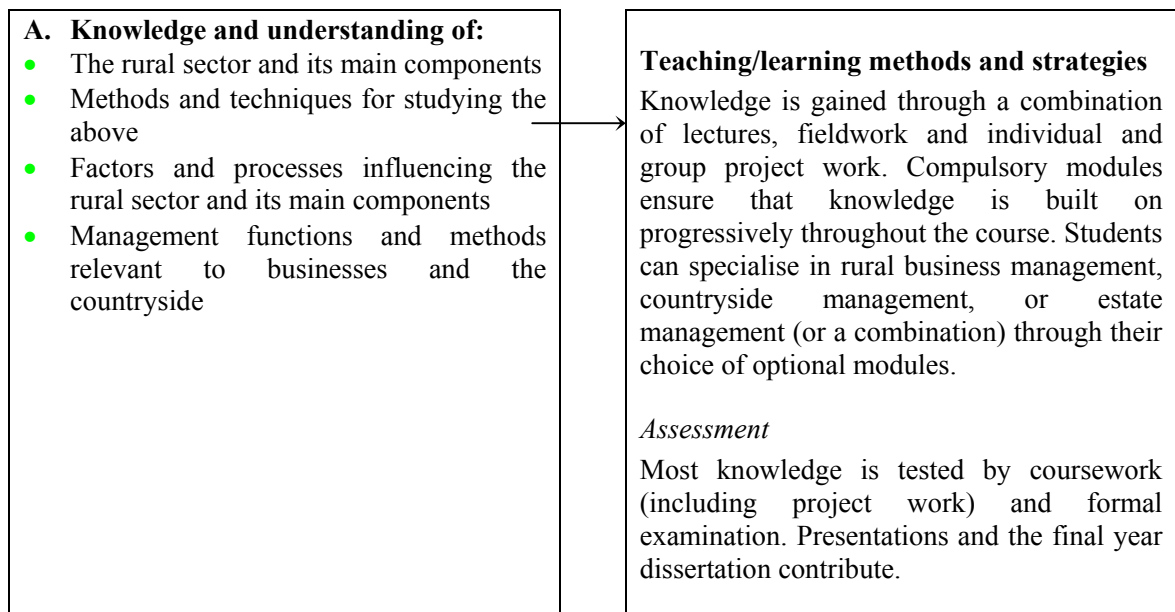 A. Knowledge and understanding of:
• The rural sector and its main components
• Methods and techniques for studying the
above
• Factors and processes influencing the
rural sector and its main components
• Management functions and methods
relevant to businesses and the
countryside
Teaching/learning methods and strategies
Knowledge is gained through a combination
of lectures, fieldwork and individual and
group project work. Compulsory modules
ensure that knowledge is built on
progressively throughout the course. Students
can specialise in rural business management,
countryside management, or estate
management (or a combination) through their
choice of optional modules.
Assessment
Most knowledge is tested by coursework
(including project work) and formal
examination. Presentations and the final year
dissertation contribute.